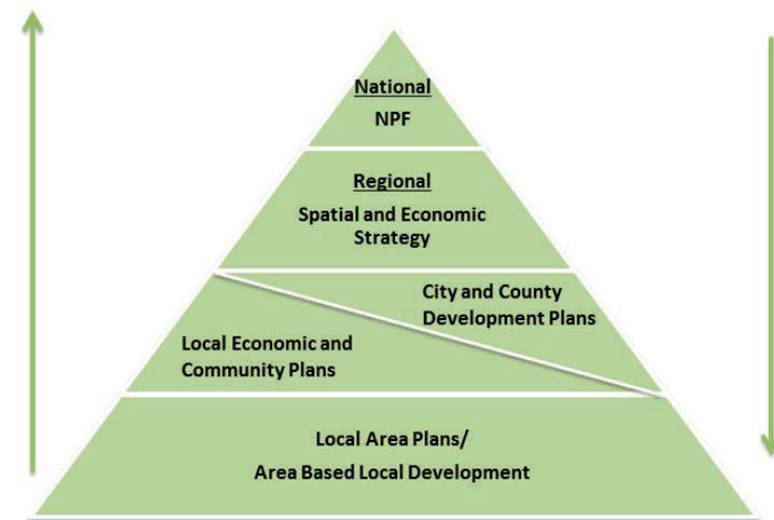 National
NPF
Regional
Spatial and Economic
Strategy
City and County
Development Plans
Local Economic and
Community Plans
Local Area Plans/
Area Based Local Development